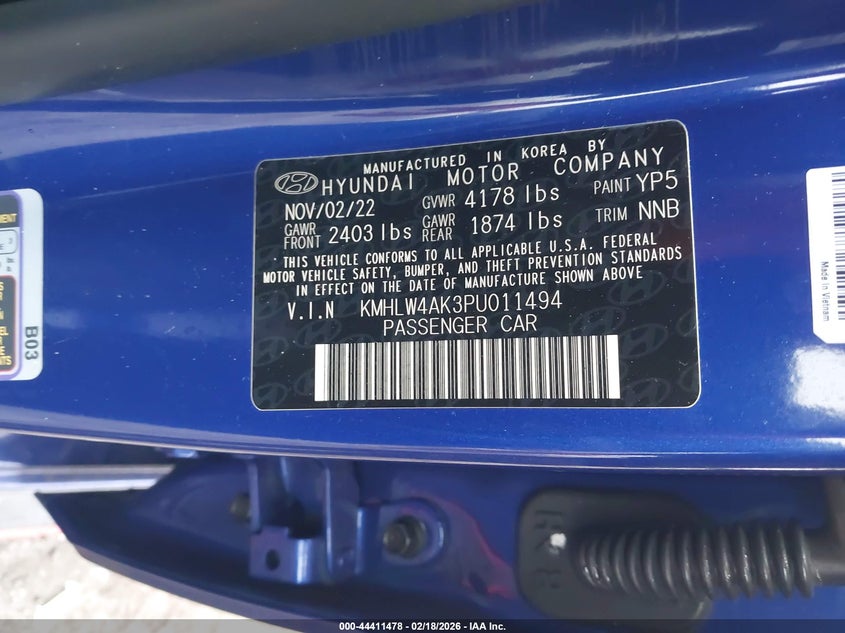 MANUFACTURED IN KOREA BY
HYUNDAI MOTOR COMPANY
NOV/02/22 GVWR 4178 lbs PAINT YP5
GAWR FRONT 2403 lbs GAWR REAR 1874 lbs TRIM NNB
THIS VEHICLE CONFORMS TO ALL APPLICABLE U.S.A. FEDERAL
MOTOR VEHICLE SAFETY, BUMPER, AND THEFT PREVENTION STANDARDS
IN EFFECT ON THE DATE OF MANUFACTURE SHOWN ABOVE
V.I.N KMHLW4AK3PU011494
PASSENGER CAR
B03
Made in Vietnam
000-44411478 - 02/18/2026 - IAA Inc.